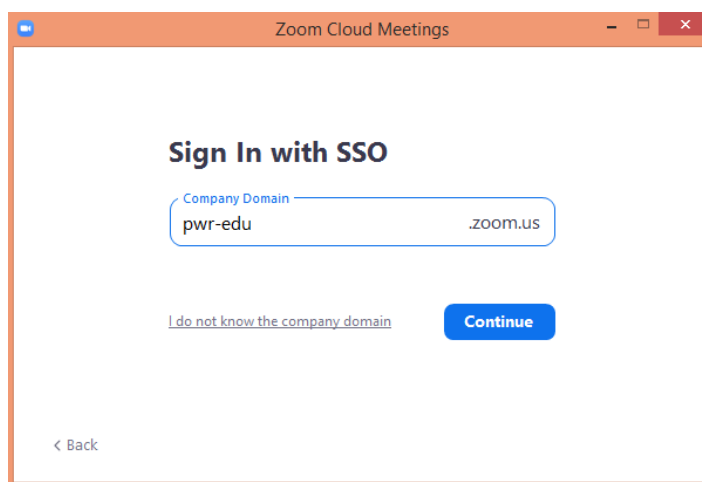 Zoom Cloud Meetings
Sign In with SSO
Company Domain
pwr-edu .zoom.us
I do not know the company domain Continue
Back